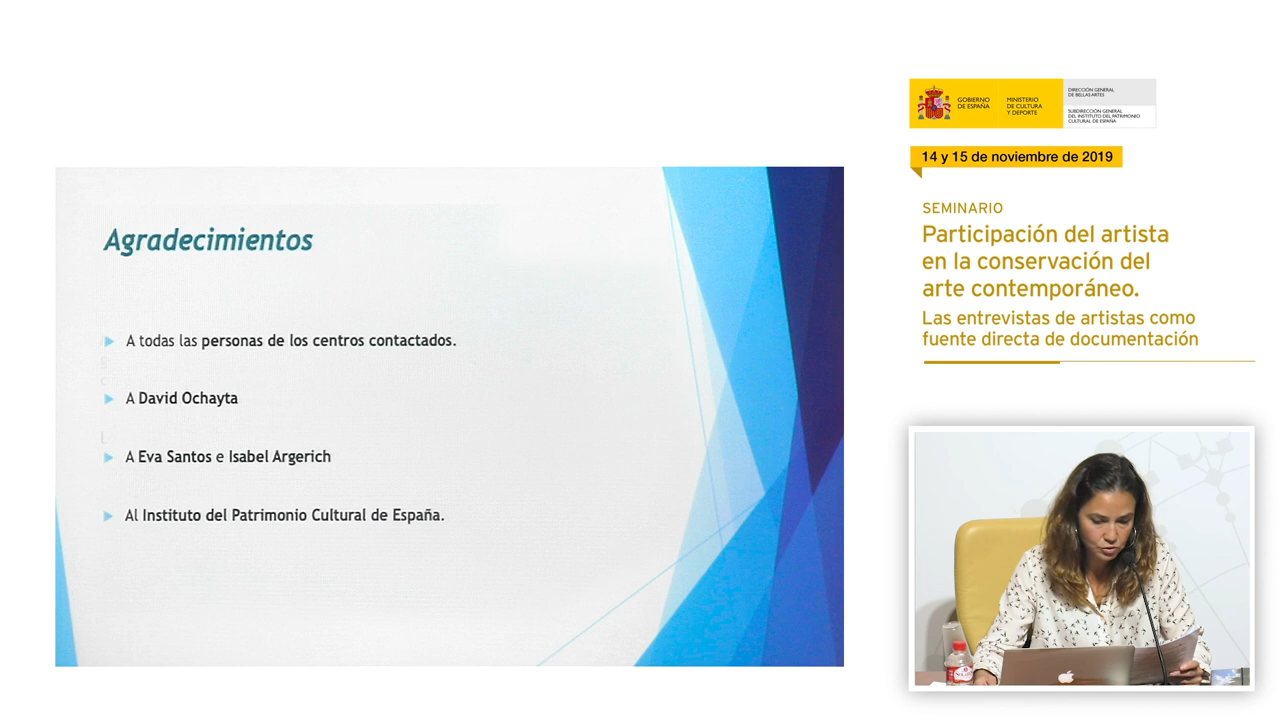 GOBIERNO
DE ESPAÑA
MINISTERIO
DE CULTURA
Y DEPORTE
DIRECCIÓN GENERAL
DE BELLAS ARTES
SUBDIRECCIÓN GENERAL
DEL INSTITUTO DEL PATRIMONIO
CULTURAL DE ESPAÑA
14 y 15 de noviembre de 2019
SEMINARIO
Participación del artista
en la conservación del
arte contemporáneo.
Las entrevistas de artistas como
fuente directa de documentación
Agradecimientos
A todas las personas de los centros contactados.
A David Ochayta
A Eva Santos e Isabel Argerich
Al Instituto del Patrimonio Cultural de España.